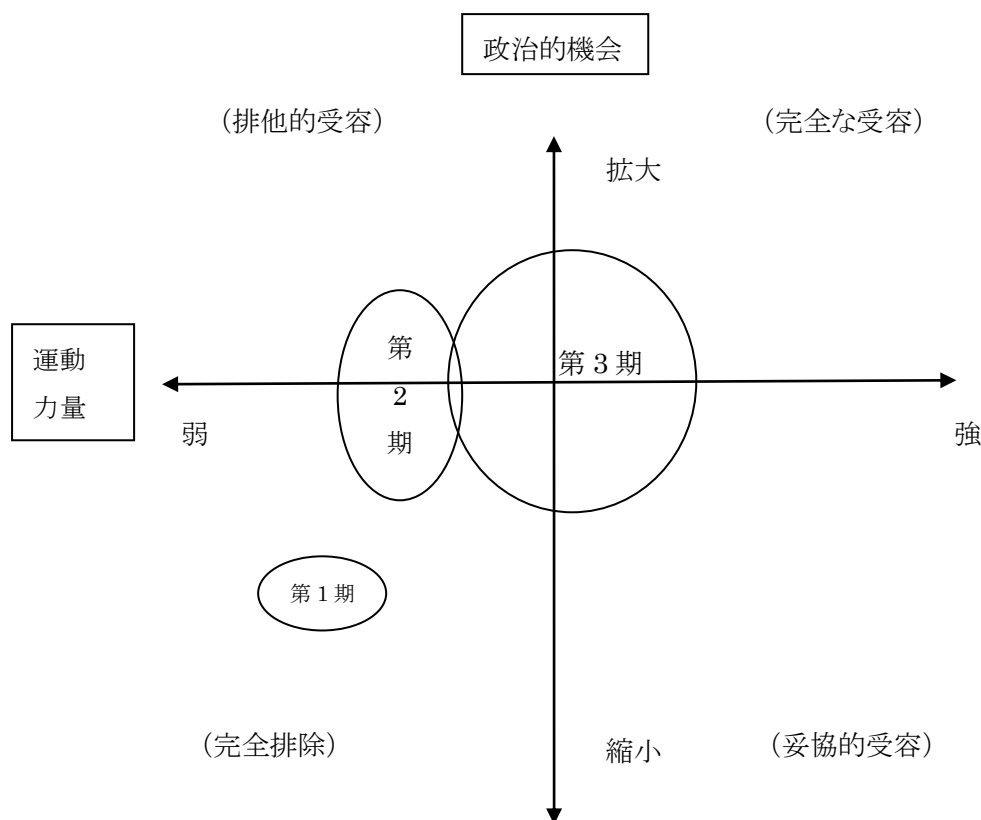 政治的機会
（排他的受容）
（完全な受容）
拡大
運動
力量
第
2
期
第 3 期
弱
強
第 1 期
（完全排除）
縮小
（妥協的受容）